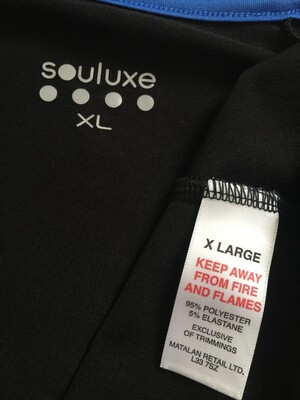 souluxe
XL
X LARGE
KEEP AWAY
FROM FIRE
AND FLAMES
95% POLYESTER
5% ELASTANE
EXCLUSIVE
OF TRIMMINGS
MATALAN RETAIL LTD.
L33 7SZ